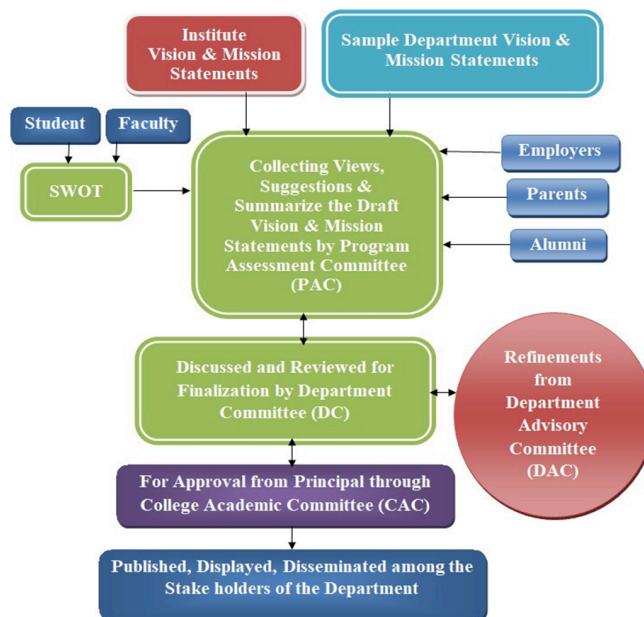 Institute
Vision & Mission
Statements
Sample Department Vision &
Mission Statements
Student
Faculty
SWOT
Collecting Views,
Suggestions &
Summarize the Draft
Vision & Mission
Statements by Program
Assessment Committee
(PAC)
Employers
Parents
Alumni
Discussed and Reviewed for
Finalization by Department
Committee (DC)
Refinements
from
Department
Advisory
Committee
(DAC)
For Approval from Principal through
College Academic Committee (CAC)
Published, Displayed, Disseminated among the
Stake holders of the Department